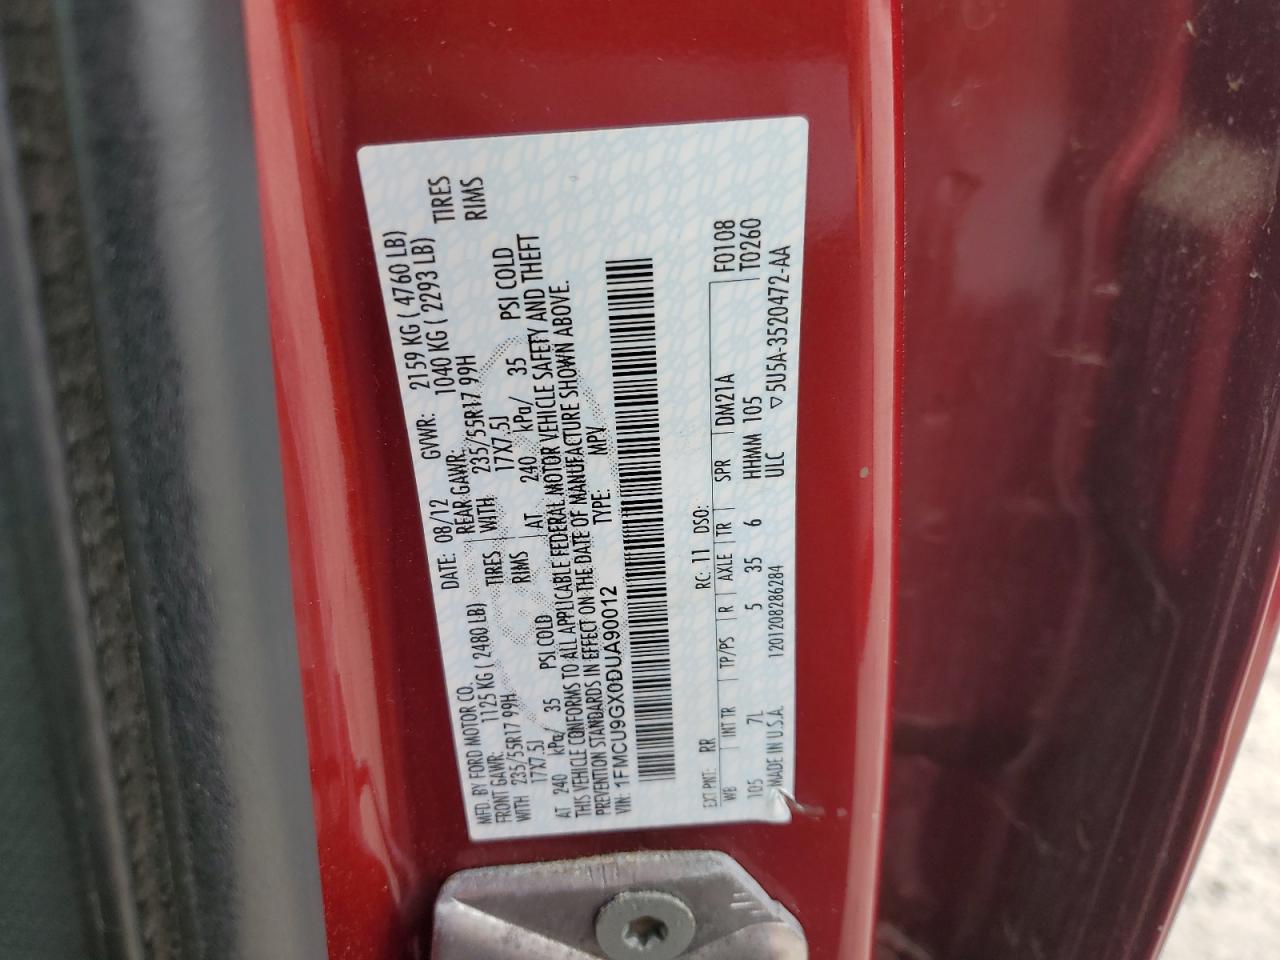 MFD. BY FORD MOTOR CO.
DATE: 08/12 GVWR: 2159 KG ( 4760 LB)
FRONT GAWR: 1125 KG ( 2480 LB) REAR GAWR: 1040 KG ( 2293 LB)
WITH 235/55R17 99H TIRES WITH 235/55R17 99H TIRES
17X7.5J RIMS 17X7.5J RIMS
AT 240 kPa/ 35 PSI COLD AT 240 kPa/ 35 PSI COLD
THIS VEHICLE CONFORMS TO ALL APPLICABLE FEDERAL MOTOR VEHICLE SAFETY AND THEFT
PREVENTION STANDARDS IN EFFECT ON THE DATE OF MANUFACTURE SHOWN ABOVE.
VIN: 1FMCU9GX0DUA90012 TYPE: MPV
EXT PNT: RR RC: 11 DSO: F0108
WB INT TR TP/PS R AXLE TR SPR DM21A T0260
105 7L 5 35 6 HHMM 105
MADE IN U.S.A. 1201208286284 ULC ▽5U5A-3520472-AA